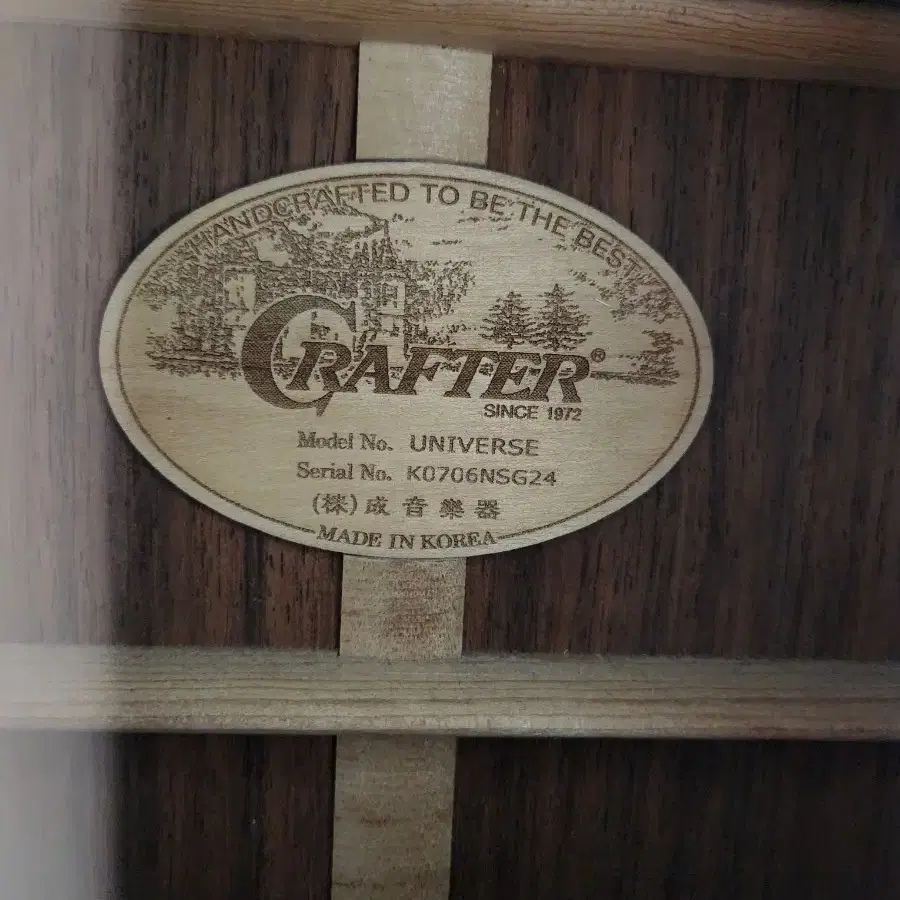 HANDCRAFTED TO BE THE BEST
CRAFTER®
SINCE 1972
Model No. UNIVERSE
Serial No. K0706NSG24
(株) 成 音 樂 器
MADE IN KOREA